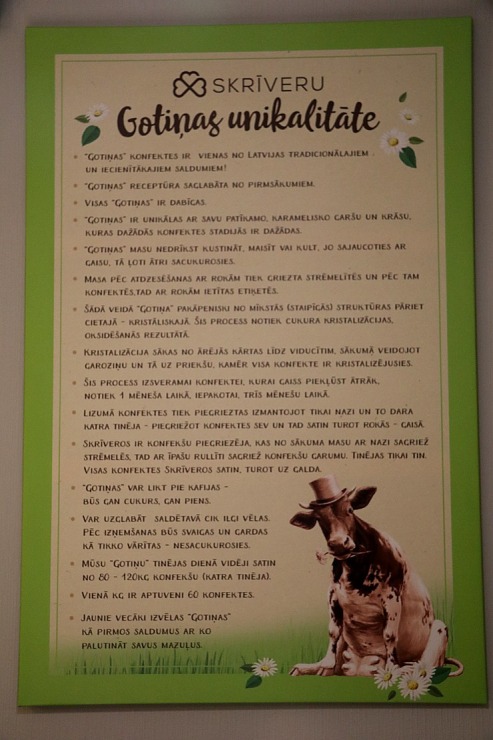 SKRĪVERU
Gotiņas unikalitāte
"GOTIŅAS" KONFEKTES IR VIENAS NO LATVIJAS TRADICIONĀLAJIEM
UN IECIENĪTĀKAJIEM SALDUMIEM!
"GOTIŅAS" RECEPTŪRA SAGLABĀTA NO PIRMSĀKUMIEM.
VISAS "GOTIŅAS" IR DABĪGAS.
"GOTIŅAS" IR UNIKĀLAS AR SAVU PATĪKAMO, KARAMELISKO GARŠU UN KRĀSU,
KURAS DAŽĀDĀS KONFEKTES STADIJĀS IR DAŽĀDAS.
"GOTIŅAS" MASU NEDRĪKST KUSTINĀT, MAISĪT VAI KULT, JO SAJAUCOTIES AR
GAISU, TĀ ĻOTI ĀTRI SACUKUROSIES.
MASA PĒC ATDZESĒŠANAS AR ROKĀM TIEK GRIEZTA STRĒMELĪTĒS UN PĒC TAM
KONFEKTĒS,TAD AR ROKĀM IETĪTAS ETIĶETĒS.
ŠĀDĀ VEIDĀ "GOTIŅA" PAKĀPENISKI NO MĪKSTĀS (STAIPĪGĀS) STRUKTŪRAS PĀRIET
CIETAJĀ - KRISTĀLISKAJĀ. ŠIS PROCESS NOTIEK CUKURA KRISTALIZĀCIJAS,
OKSIDĒŠANĀS REZULTĀTĀ.
KRISTALIZĀCIJA SĀKAS NO ĀRĒJĀS KĀRTAS LĪDZ VIDUCĪTIM, SĀKUMĀ VEIDOJOT
GAROZIŅU UN TĀ UZ PRIEKŠU, KAMĒR VISA KONFEKTE IR KRISTALIZĒJUSIES.
ŠIS PROCESS IZSVERAMAI KONFEKTEI, KURAI GAISS PIEKĻŪST ĀTRĀK,
NOTIEK 1 MĒNEŠA LAIKĀ, IEPAKOTAI, TRĪS MĒNEŠU LAIKĀ.
LIZUMĀ KONFEKTES TIEK PIEGRIEZTAS IZMANTOJOT TIKAI NAZI UN TO DARA
KATRA TINĒJA - PIEGRIEŽOT KONFEKTES SEV UN TAD SATIN TUROT ROKĀS - GAISĀ.
SKRĪVEROS IR KONFEKŠU PIEGRIEZĒJA, KAS NO SĀKUMA MASU AR NAZI SAGRIEŽ
STRĒMELĒS, TAD AR ĪPAŠU RULLĪTI SAGRIEŽ KONFEKŠU GARUMU. TINĒJAS TIKAI TIN.
VISAS KONFEKTES SKRĪVEROS SATIN, TUROT UZ GALDA.
"GOTIŅAS" VAR LIKT PIE KAFIJAS -
BŪS GAN CUKURS, GAN PIENS.
VAR UZGLABĀT SALDĒTAVĀ CIK ILGI VĒLAS.
PĒC IZŅEMŠANAS BŪS SVAIGAS UN GARDAS
KĀ TIKKO VĀRĪTAS - NESACUKUROSIES.
MŪSU "GOTIŅU" TINĒJAS DIENĀ VIDĒJI SATIN
NO 80 - 120KG KONFEKŠU (KATRA TINĒJA).
VIENĀ KG IR APTUVENI 60 KONFEKTES.
JAUNIE VECĀKI IZVĒLAS "GOTIŅAS"
KĀ PIRMOS SALDUMUS AR KO
PALUTINĀT SAVUS MAZUĻUS.